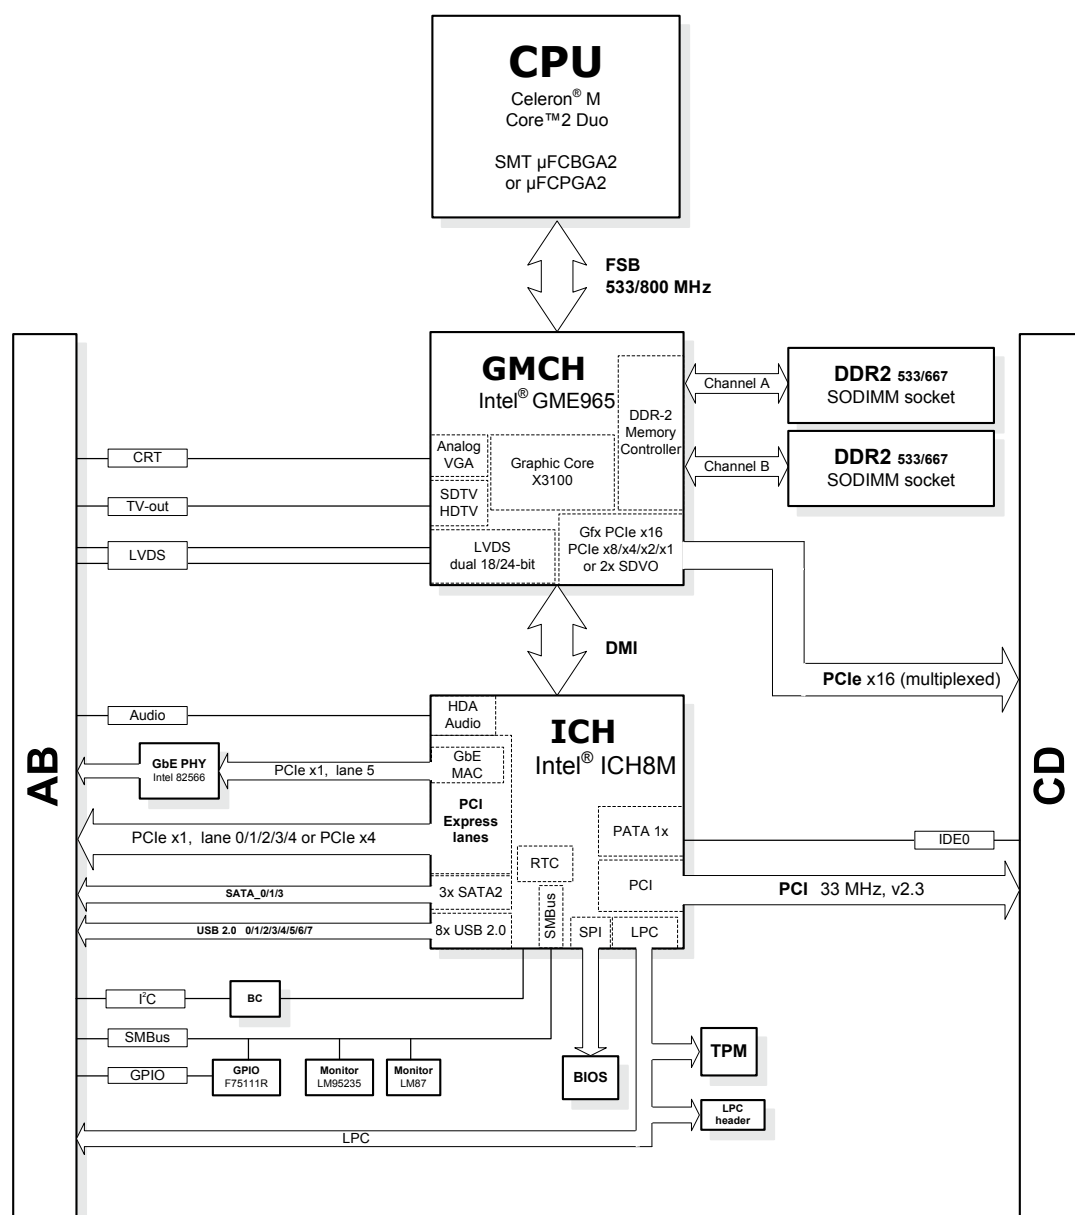 CPU
Celeron® M
Core™2 Duo
SMT µFCBGA2
or µFCPGA2
FSB
533/800 MHz
GMCH
Intel® GME965
DDR-2
Memory
Controller
Analog
VGA
Graphic Core
X3100
SDTV
HDTV
LVDS
dual 18/24-bit
Gfx PCIe x16
PCIe x8/x4/x2/x1
or 2x SDVO
Channel A
DDR2 533/667
SODIMM socket
Channel B
DDR2 533/667
SODIMM socket
CRT
TV-out
LVDS
DMI
PCIe x16 (multiplexed)
AB
CD
Audio
HDA
Audio
ICH
Intel® ICH8M
GbE PHY
Intel 82566
PCIe x1, lane 5
GbE
MAC
PCI
Express
lanes
PCIe x1, lane 0/1/2/3/4 or PCIe x4
PATA 1x
IDE0
RTC
PCI
PCI 33 MHz, v2.3
SATA_0/1/3
3x SATA2
USB 2.0 0/1/2/3/4/5/6/7
8x USB 2.0
SMBus
SPI
LPC
I²C
BC
SMBus
GPIO
GPIO
F75111R
Monitor
LM95235
Monitor
LM87
BIOS
TPM
LPC
header
LPC